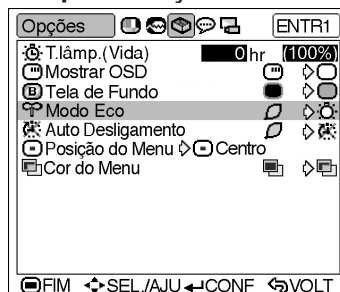 Opções ENTR1
T.lâmp.(Vida) 0 hr (100%)
Mostrar OSD
B Tela de Fundo
Modo Eco
Auto Desligamento
Posição do Menu Centro
Cor do Menu
FIM SEL./AJU CONF VOLT